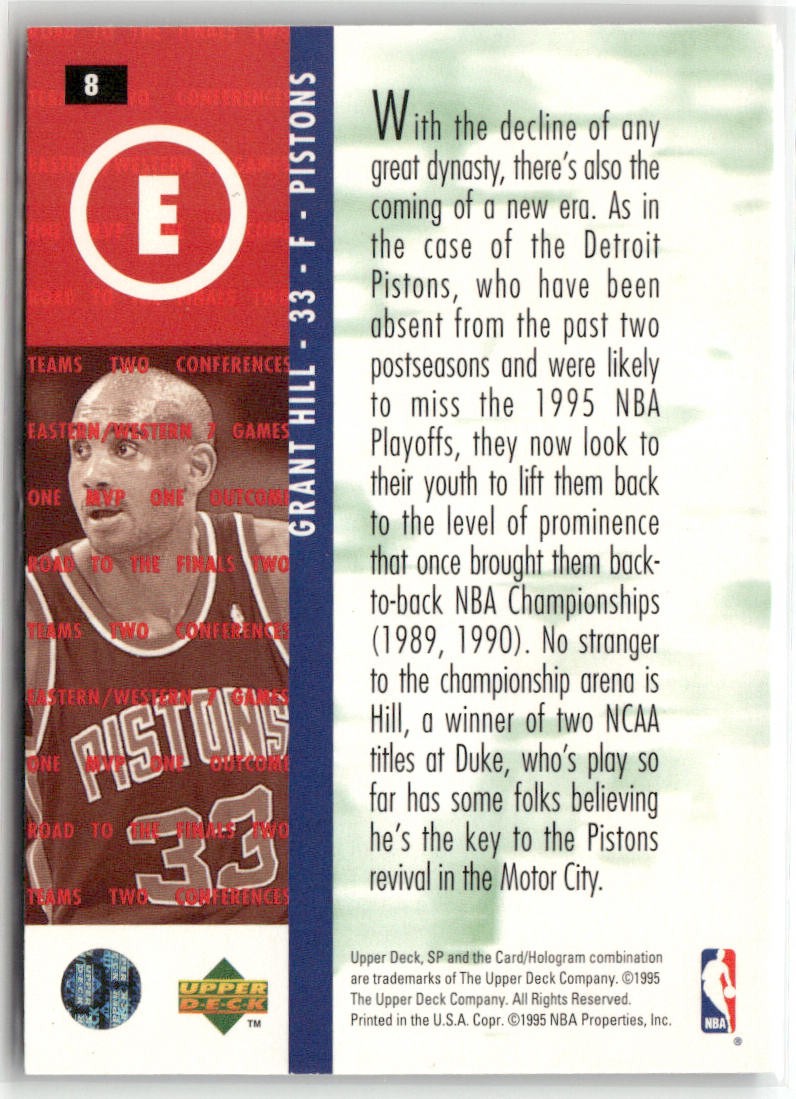 8
E
GRANT HILL - 33 - F - PISTONS
TEAMS TWO CONFERENCES
EASTERN/WESTERN 7 GAMES
ONE MVP ONE OUTCOME
ROAD TO THE FINALS TWO
TEAMS TWO CONFERENCES
EASTERN/WESTERN 7 GAMES
ONE MVP ONE OUTCOME
ROAD TO THE FINALS TWO
TEAMS TWO CONFERENCES
PISTONS
33
UPPER
DECK
™
With the decline of any
great dynasty, there's also the
coming of a new era. As in
the case of the Detroit
Pistons, who have been
absent from the past two
postseasons and were likely
to miss the 1995 NBA
Playoffs, they now look to
their youth to lift them back
to the level of prominence
that once brought them back-
to-back NBA Championships
(1989, 1990). No stranger
to the championship arena is
Hill, a winner of two NCAA
titles at Duke, who's play so
far has some folks believing
he's the key to the Pistons
revival in the Motor City.
Upper Deck, SP and the Card/Hologram combination
are trademarks of The Upper Deck Company. ©1995
The Upper Deck Company. All Rights Reserved.
Printed in the U.S.A. Copr. ©1995 NBA Properties, Inc.
NBA
®